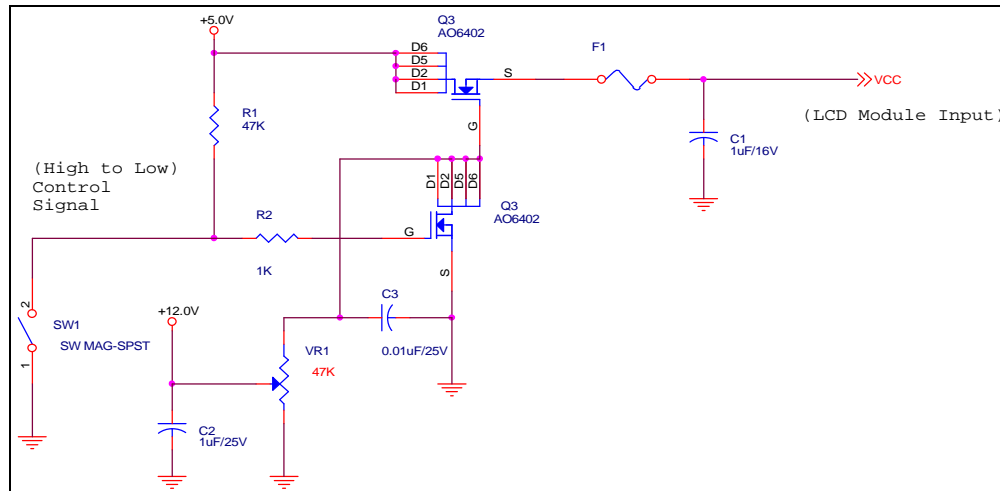 Q3
AO6402
+5.0V
D6
D5
D2
D1
S
G
F1
VCC
(LCD Module Input)
R1
47K
C1
1uF/16V
(High to Low)
Control
Signal
D1
D2
D5
D6
Q3
AO6402
R2
1K
G
S
C3
0.01uF/25V
2
1
SW1
SW MAG-SPST
+12.0V
VR1
47K
C2
1uF/25V